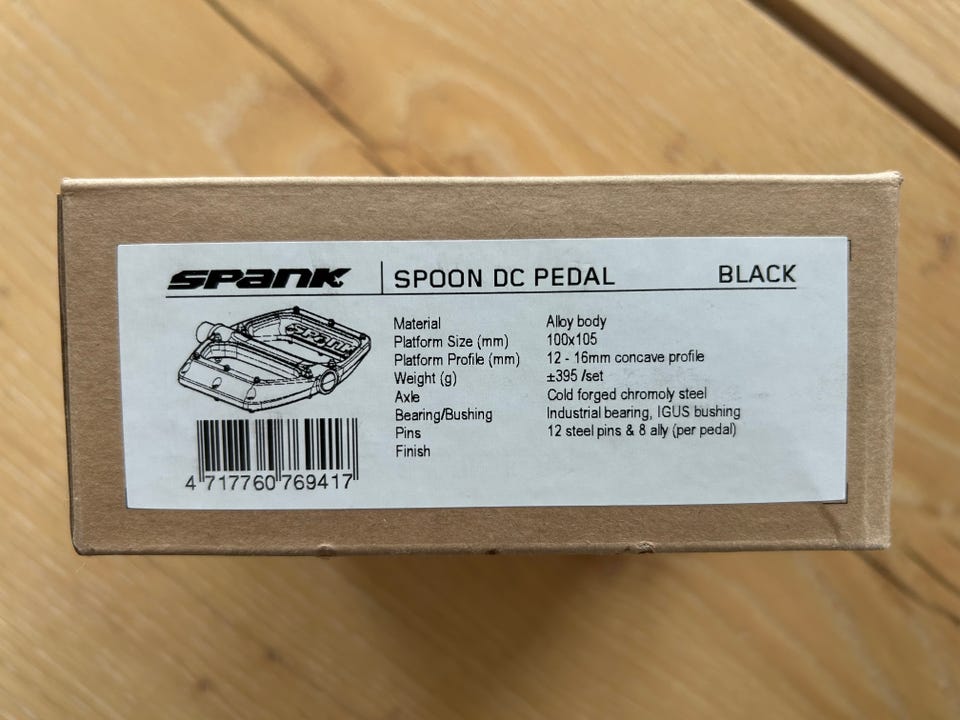 SPANK SPOON DC PEDAL BLACK
SPANK
Material Alloy body
Platform Size (mm) 100x105
Platform Profile (mm) 12 - 16mm concave profile
Weight (g) ±395 /set
Axle Cold forged chromoly steel
Bearing/Bushing Industrial bearing, IGUS bushing
Pins 12 steel pins & 8 ally (per pedal)
Finish
4 717760 769417